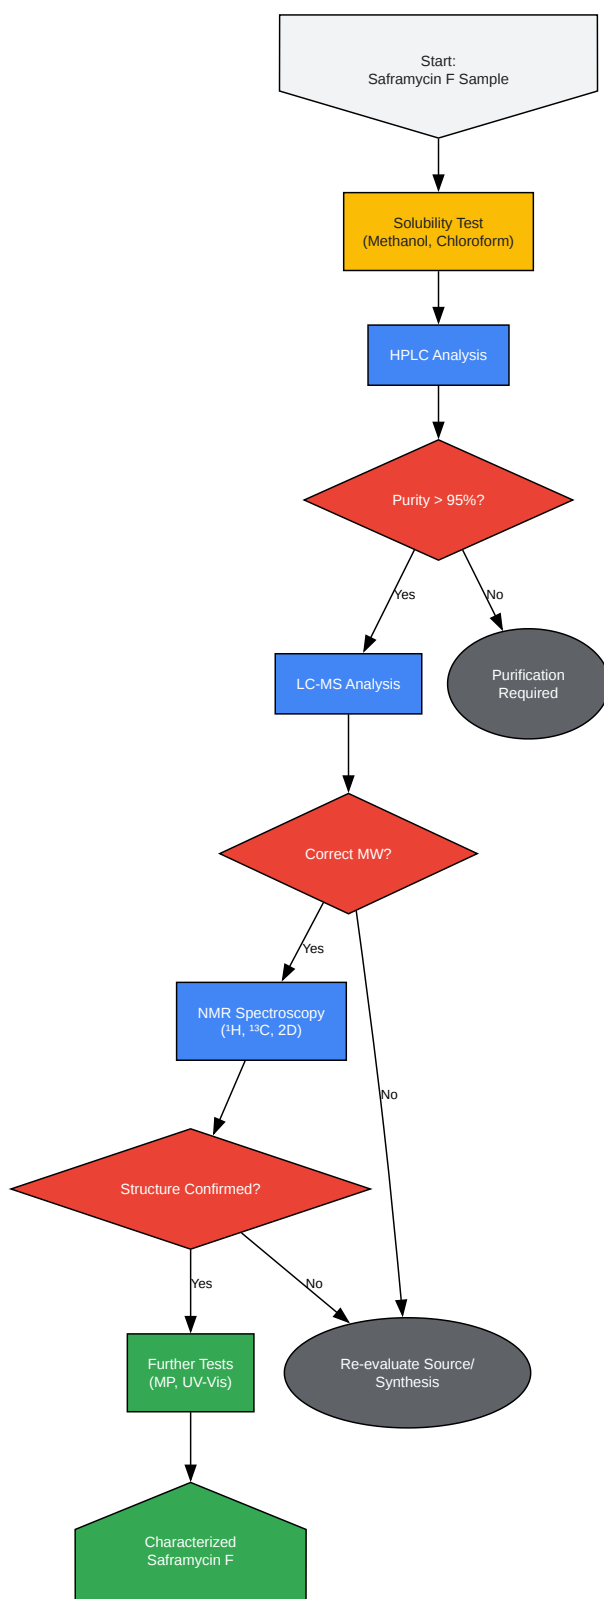 Start:
Saframycin F Sample
Solubility Test
(Methanol, Chloroform)
HPLC Analysis
Purity > 95%?
Yes
No
LC-MS Analysis
Purification
Required
Correct MW?
Yes
NMR Spectroscopy
(¹H, ¹³C, 2D)
No
Structure Confirmed?
Yes
No
Further Tests
(MP, UV-Vis)
Re-evaluate Source/
Synthesis
Characterized
Saframycin F